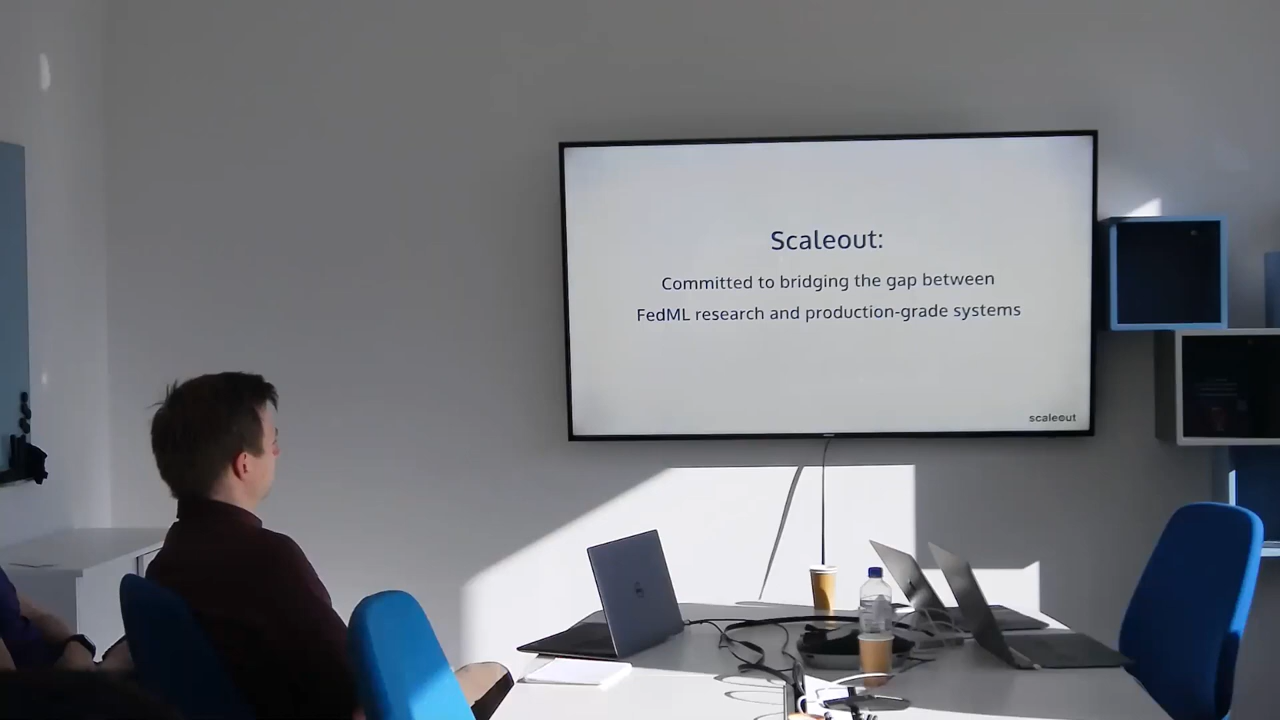 Scaleout:
Committed to bridging the gap between
FedML research and production-grade systems
scaleout